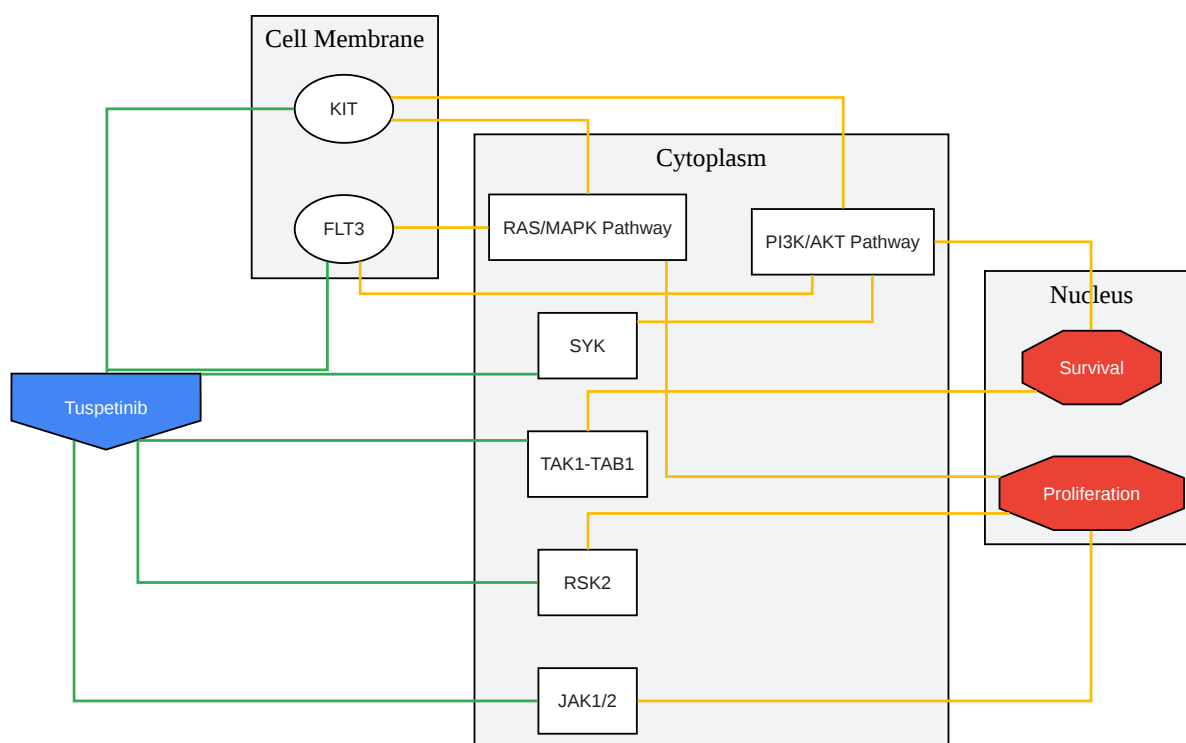 Cell Membrane
KIT
Cytoplasm
RAS/MAPK Pathway
FLT3
PI3K/AKT Pathway
Nucleus
SYK
Survival
Tuspetinib
TAK1-TAB1
Proliferation
RSK2
JAK1/2